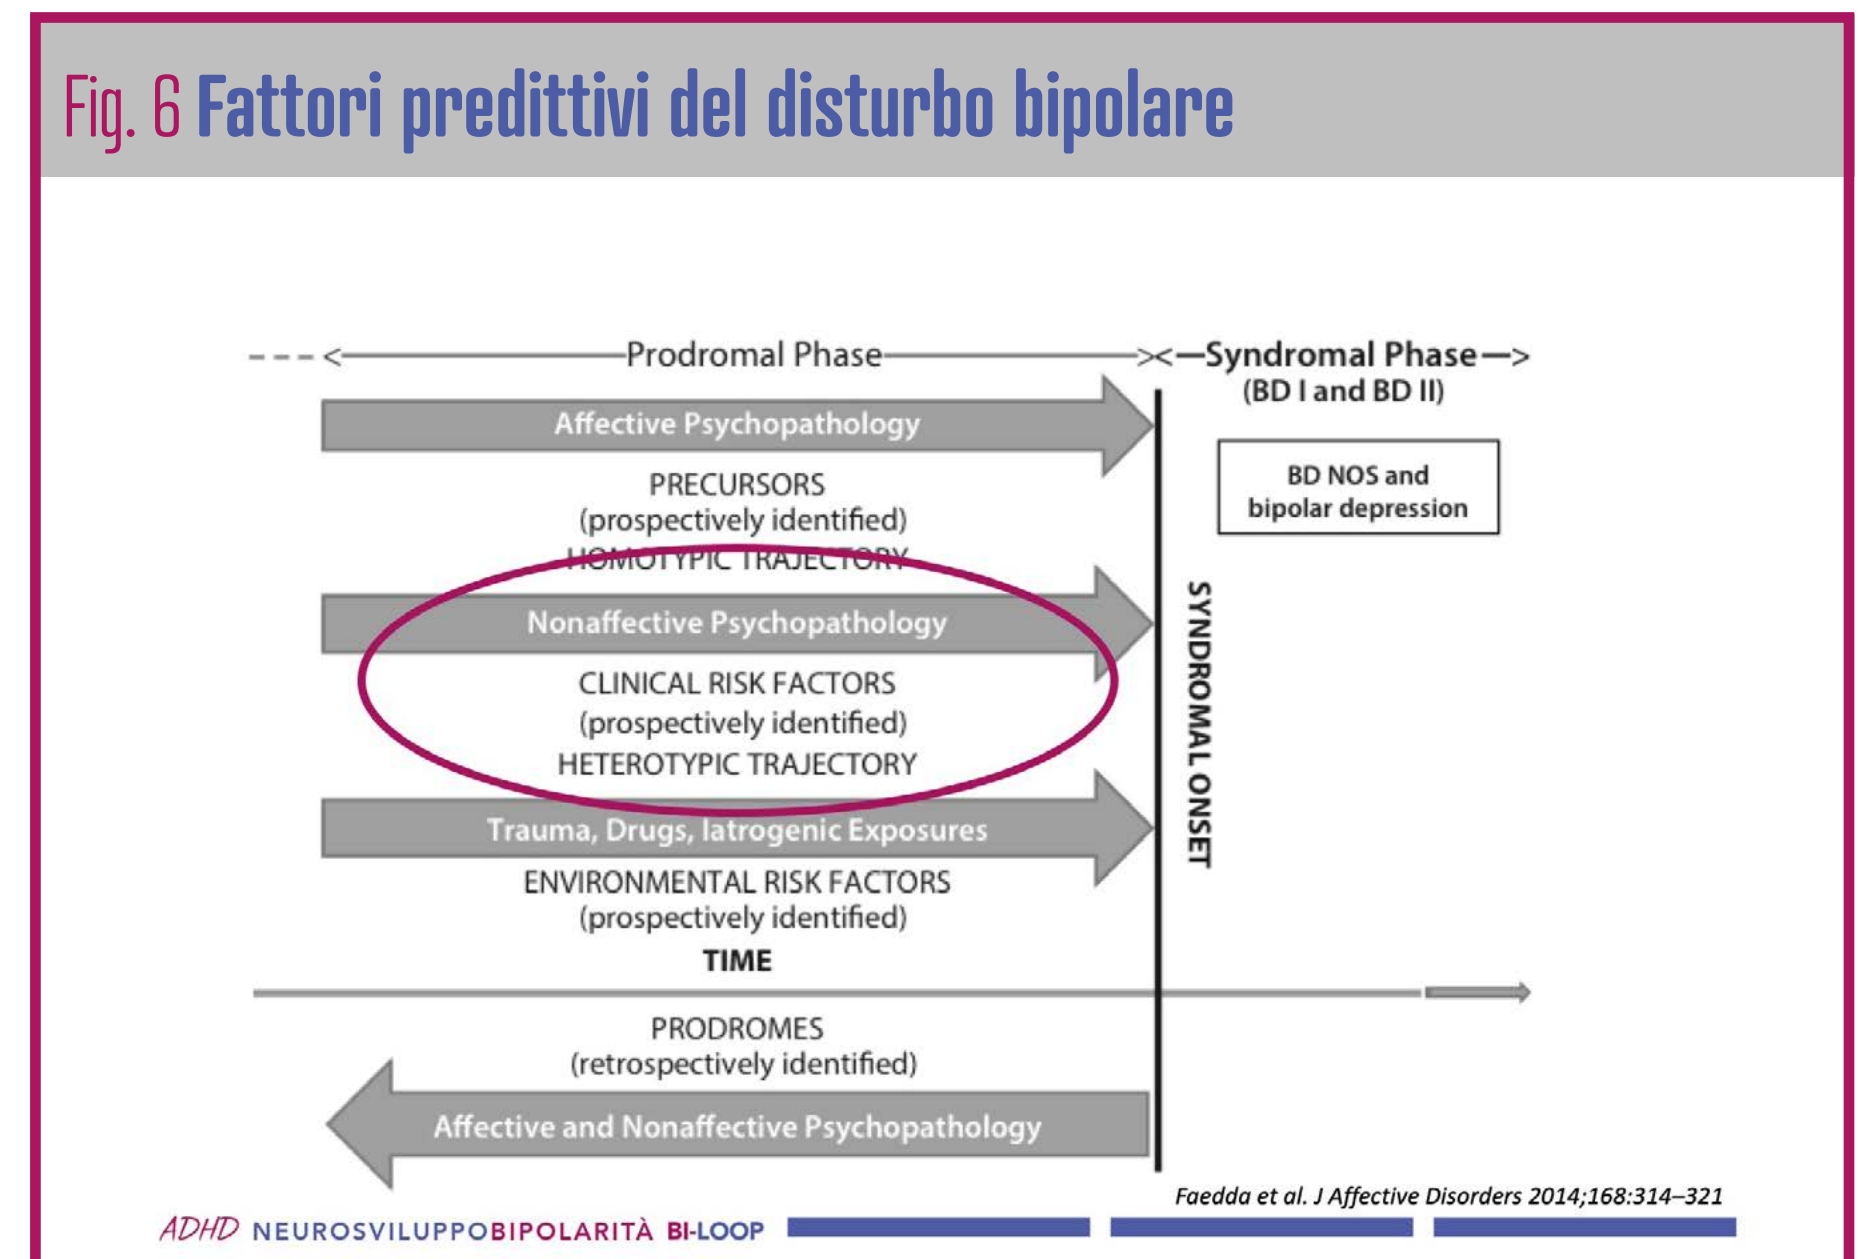 Fig. 6 Fattori predittivi del disturbo bipolare
Prodromal Phase
Syndromal Phase
(BD I and BD II)
Affective Psychopathology
BD NOS and
bipolar depression
PRECURSORS
(prospectively identified)
HOMOTYPIC TRAJECTORY
Nonaffective Psychopathology
CLINICAL RISK FACTORS
(prospectively identified)
HETEROTYPIC TRAJECTORY
SYNDROMAL ONSET
Trauma, Drugs, Iatrogenic Exposures
ENVIRONMENTAL RISK FACTORS
(prospectively identified)
TIME
PRODROMES
(retrospectively identified)
Affective and Nonaffective Psychopathology
Faedda et al. J Affective Disorders 2014;168:314–321
ADHD NEUROSVILUPPOBIPOLARITÀ BI-LOOP